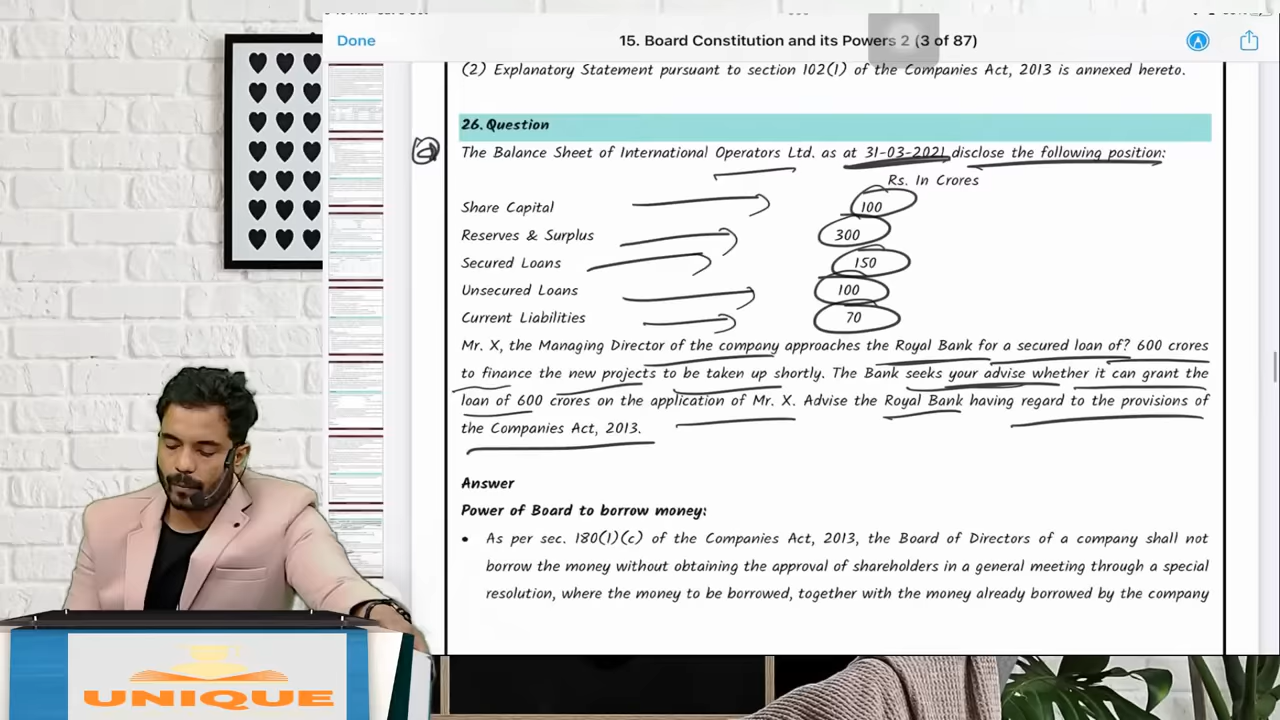 Done
15. Board Constitution and its Powers 2 (3 of 87)
(2) Explanatory Statement pursuant to section 102(1) of the Companies Act, 2013 is annexed hereto.
26. Question
The Balance Sheet of International Operators Ltd. as at 31-03-2021 disclose the following position:
Rs. In Crores
Share Capital 100
Reserves & Surplus 300
Secured Loans 150
Unsecured Loans 100
Current Liabilities 70
Mr. X, the Managing Director of the company approaches the Royal Bank for a secured loan of? 600 crores
to finance the new projects to be taken up shortly. The Bank seeks your advise whether it can grant the
loan of 600 crores on the application of Mr. X. Advise the Royal Bank having regard to the provisions of
the Companies Act, 2013.
Answer
Power of Board to borrow money:
• As per sec. 180(1)(c) of the Companies Act, 2013, the Board of Directors of a company shall not
borrow the money without obtaining the approval of shareholders in a general meeting through a special
resolution, where the money to be borrowed, together with the money already borrowed by the company
UNIQUE